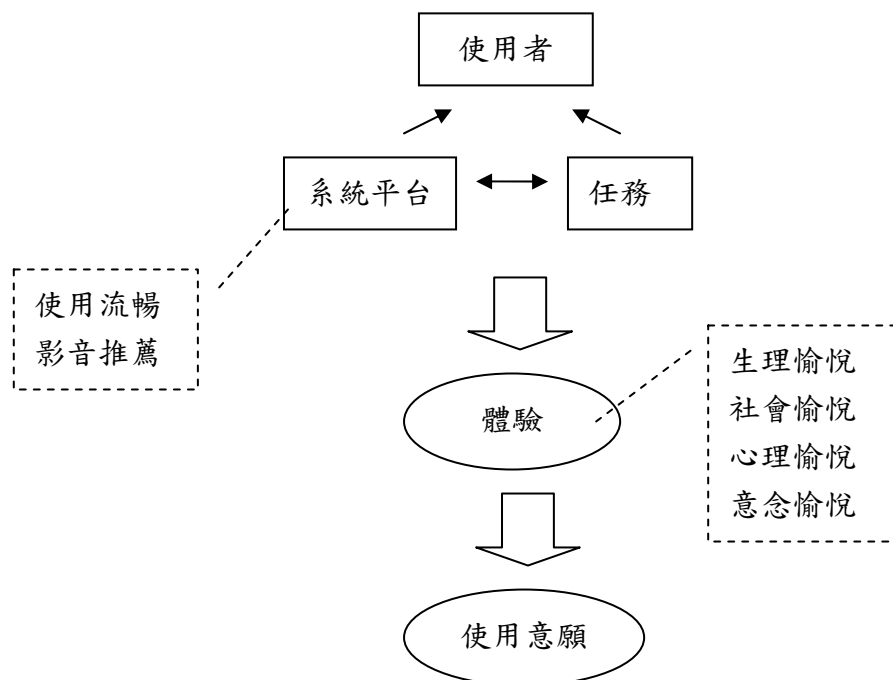 使用者
系統平台
任務
使用流暢
影音推薦
生理愉悅
社會愉悅
心理愉悅
意念愉悅
體驗
使用意願